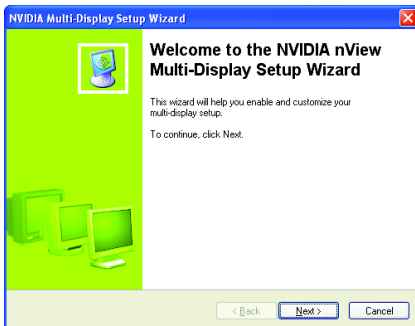 NVIDIA Multi-Display Setup Wizard
Welcome to the NVIDIA nView
Multi-Display Setup Wizard
This wizard will help you enable and customize your
multi-display setup.
To continue, click Next.
< Back
Next >
Cancel